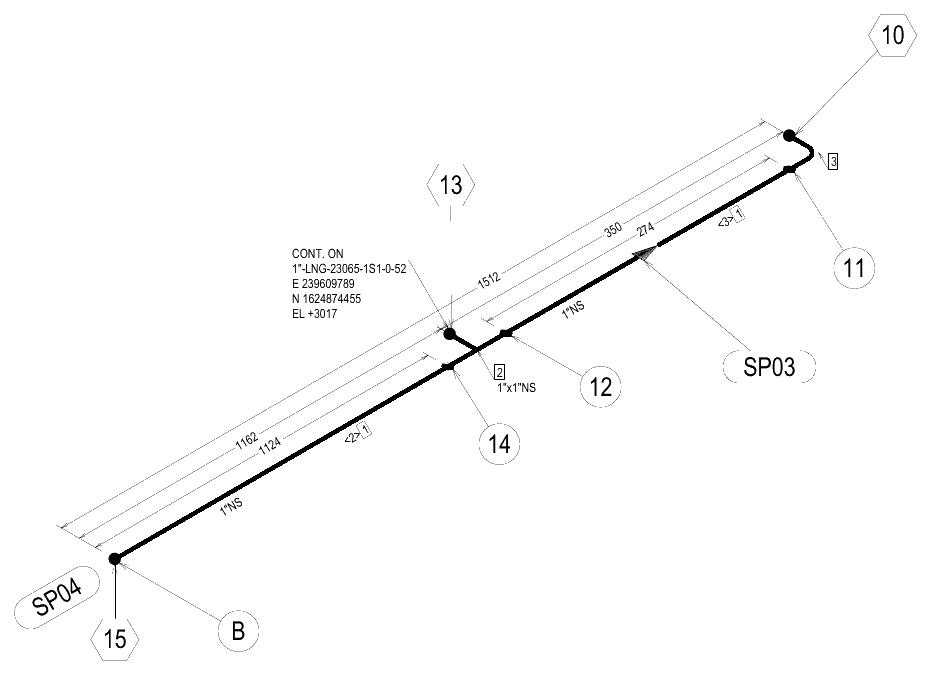 10
3
13
<3> 1
350
274
CONT. ON
1"-LNG-23065-1S1-0-52
E 239609789
N 1624874455
EL +3017
1512
11
1"NS
SP03
2
1"x1"NS
12
1162
1124
<2> 1
14
1"NS
SP04
15
B